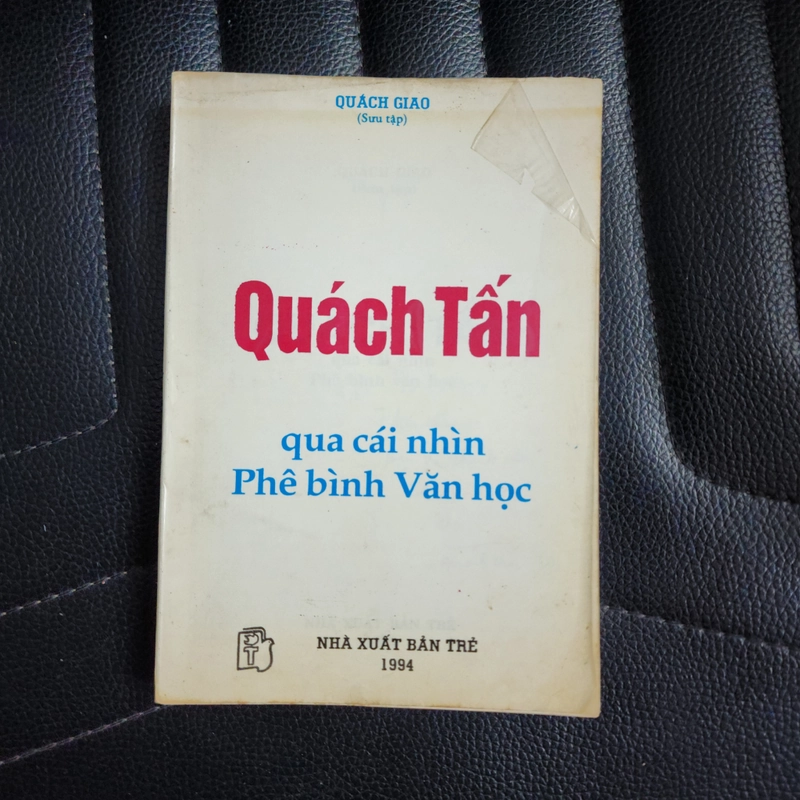 QUÁCH GIAO
(Sưu tập)
Quách Tấn
qua cái nhìn
Phê bình Văn học
NHÀ XUẤT BẢN TRẺ
1994